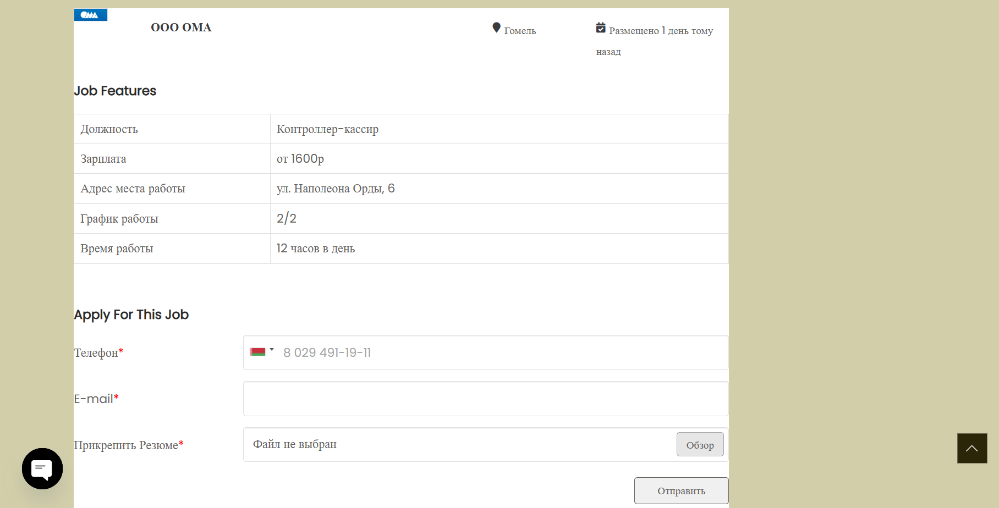 ОМА
ООО ОМА
Гомель
Размещено 1 день тому
назад
Job Features
Должность
Контроллер-кассир
Зарплата
от 1600р
Адрес места работы
ул. Наполеона Орды, 6
График работы
2/2
Время работы
12 часов в день
Apply For This Job
Телефон*
8 029 491-19-11
E-mail*
Прикрепить Резюме*
Файл не выбран
Обзор
Отправить